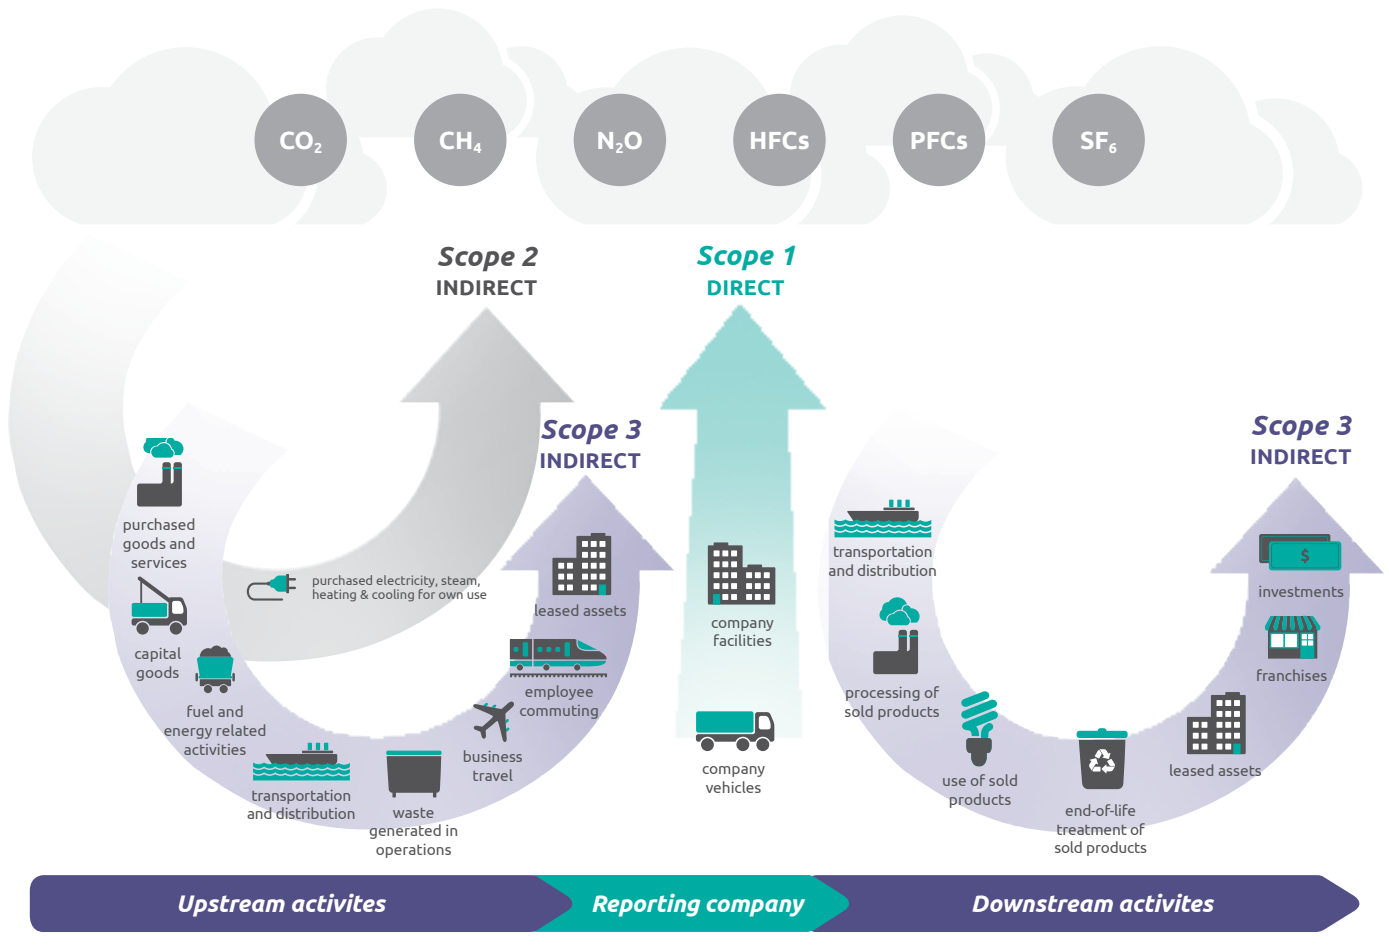 CO₂
CH₄
N₂O
HFCs
PFCs
SF₆
Scope 2
INDIRECT
Scope 1
DIRECT
Scope 3
INDIRECT
Scope 3
INDIRECT
purchased
goods and
services
capital
goods
fuel and
energy related
activities
transportation
and distribution
waste
generated in
operations
business
travel
employee
commuting
leased assets
purchased electricity, steam,
heating & cooling for own use
company
facilities
company
vehicles
transportation
and distribution
processing of
sold products
use of sold
products
end-of-life
treatment of
sold products
leased assets
franchises
$
investments
Upstream activites
Reporting company
Downstream activites